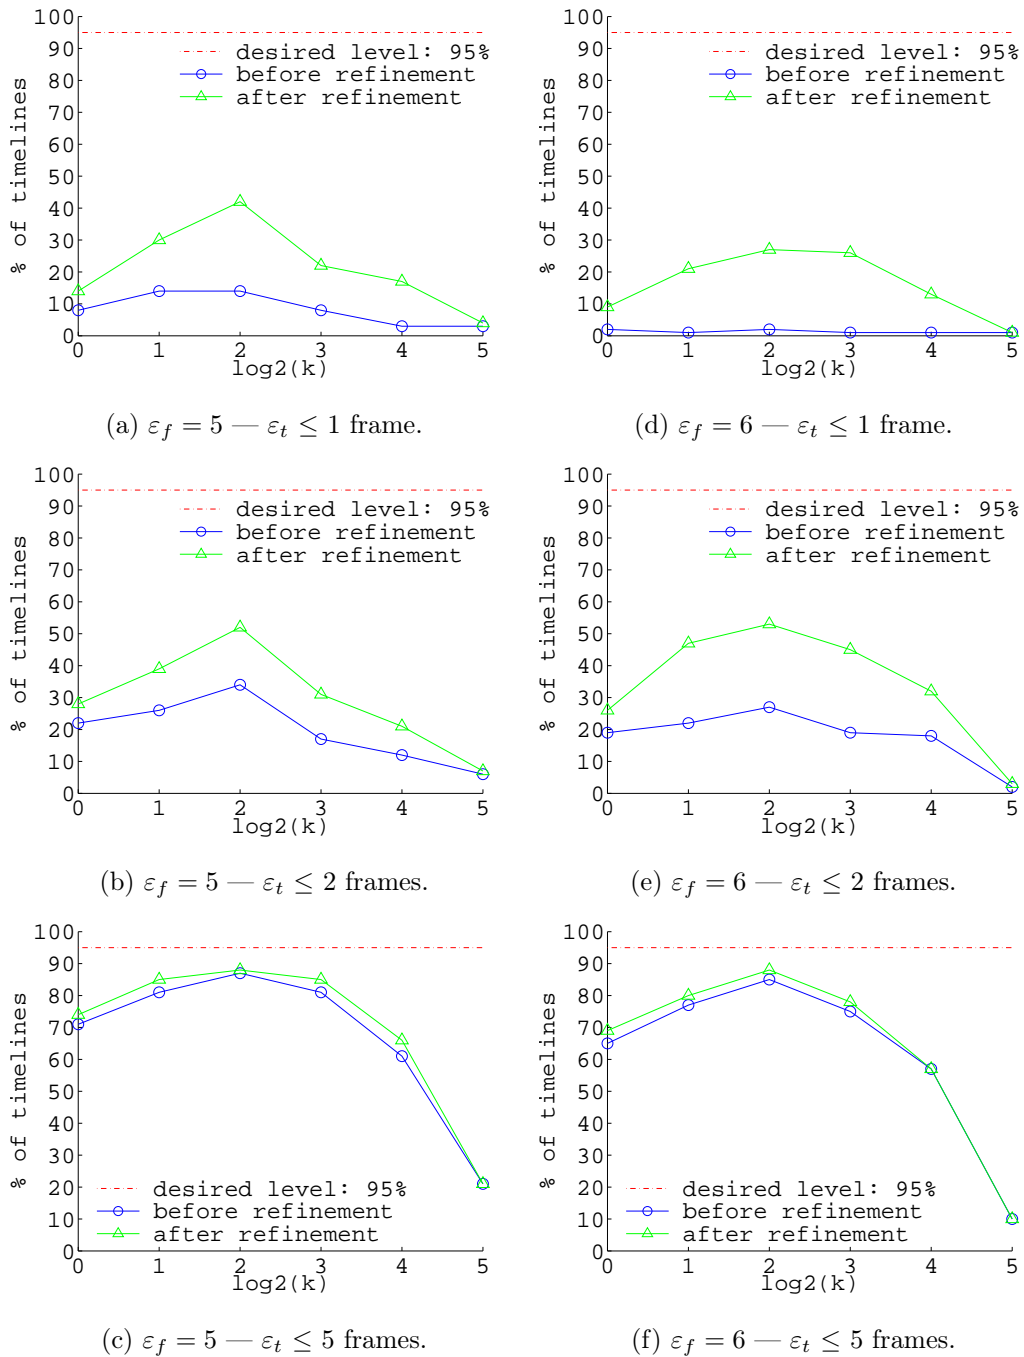 100
90
80
70
60
50
40
30
20
10
0
% of timelines
desired level: 95%
before refinement
after refinement
0 1 2 3 4 5
log2(k)
(a) εf = 5 — εt ≤ 1 frame.
100
90
80
70
60
50
40
30
20
10
0
% of timelines
desired level: 95%
before refinement
after refinement
0 1 2 3 4 5
log2(k)
(d) εf = 6 — εt ≤ 1 frame.
100
90
80
70
60
50
40
30
20
10
0
% of timelines
desired level: 95%
before refinement
after refinement
0 1 2 3 4 5
log2(k)
(b) εf = 5 — εt ≤ 2 frames.
100
90
80
70
60
50
40
30
20
10
0
% of timelines
desired level: 95%
before refinement
after refinement
0 1 2 3 4 5
log2(k)
(e) εf = 6 — εt ≤ 2 frames.
100
90
80
70
60
50
40
30
20
10
0
% of timelines
desired level: 95%
before refinement
after refinement
0 1 2 3 4 5
log2(k)
(c) εf = 5 — εt ≤ 5 frames.
100
90
80
70
60
50
40
30
20
10
0
% of timelines
desired level: 95%
before refinement
after refinement
0 1 2 3 4 5
log2(k)
(f) εf = 6 — εt ≤ 5 frames.